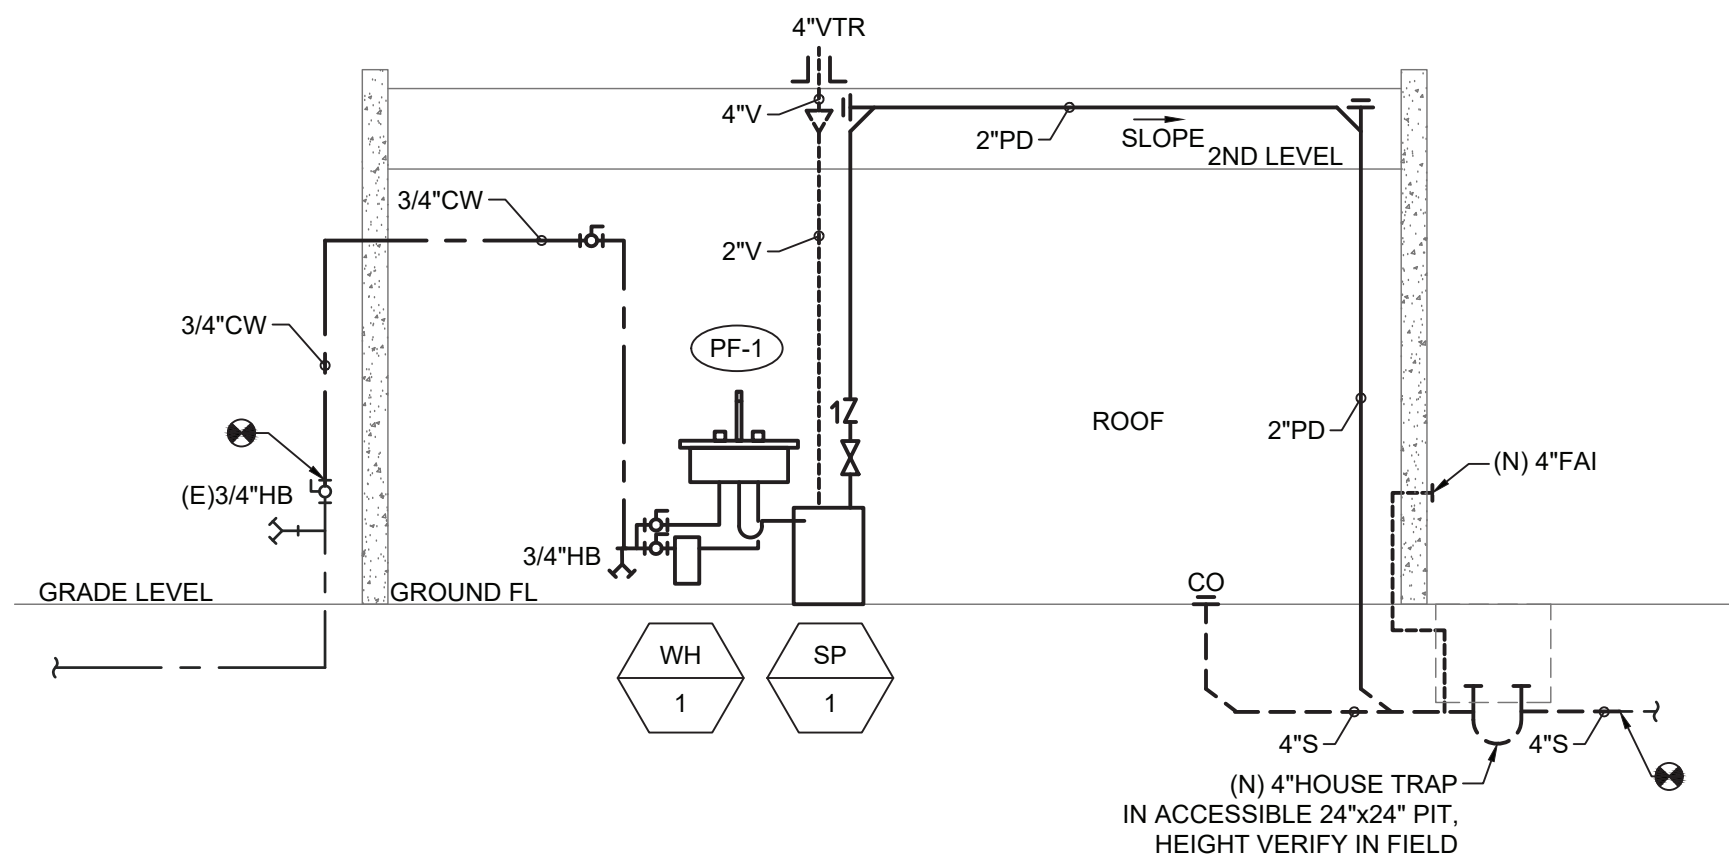 4"VTR
4"V
2"PD
SLOPE
2ND LEVEL
3/4"CW
2"V
3/4"CW
PF-1
1
ROOF
2"PD
(N) 4"FAI
(E)3/4"HB
3/4"HB
CO
GRADE LEVEL
GROUND FL
WH
1
SP
1
4"S
4"S
(N) 4"HOUSE TRAP
IN ACCESSIBLE 24"x24" PIT,
HEIGHT VERIFY IN FIELD